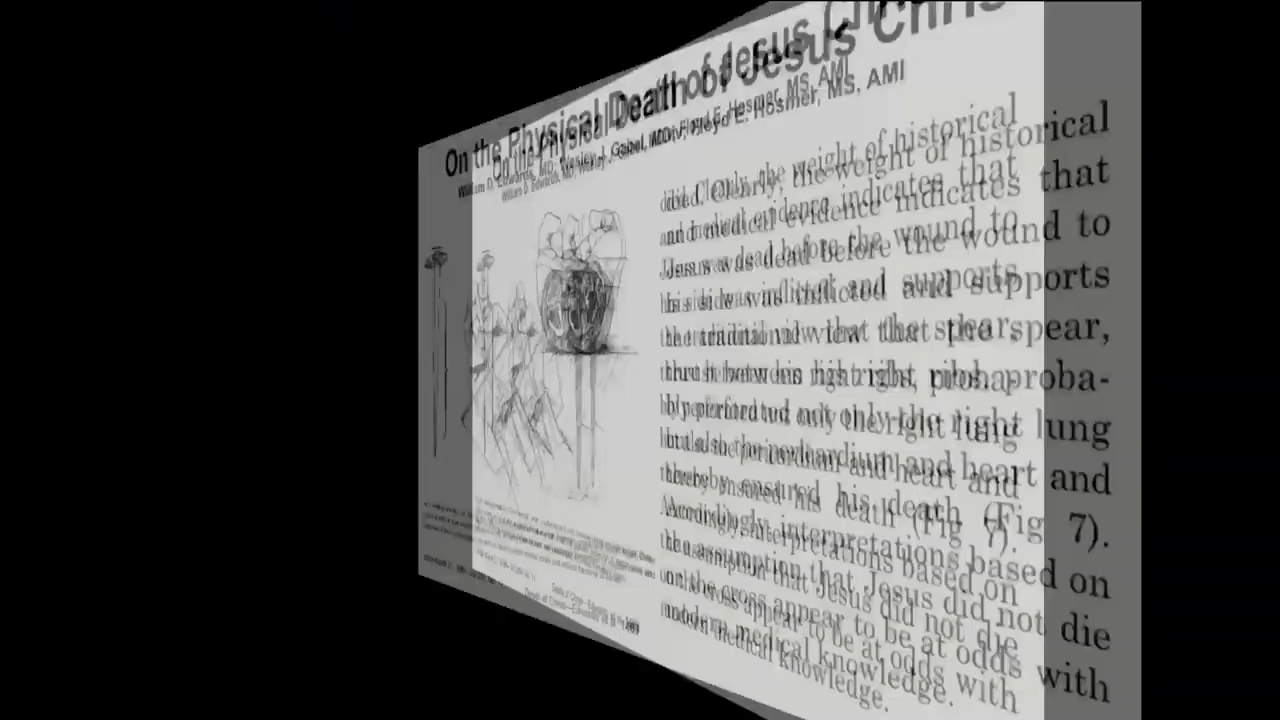 On the Physical Death of Jesus Christ
William D. Edwards, MD, Wesley J. Gabel, MDiv, Floyd E. Hosmer, MS, AMI
died. Clearly, the weight of historical
and medical evidence indicates that
Jesus was dead before the wound to
his side was inflicted and supports
the traditional view that the spear,
thrust between his right ribs, proba-
bly perforated not only the right lung
but also the pericardium and heart and
thereby ensured his death (Fig 7).
Accordingly, interpretations based on
the assumption that Jesus did not die
on the cross appear to be at odds with
modern medical knowledge.